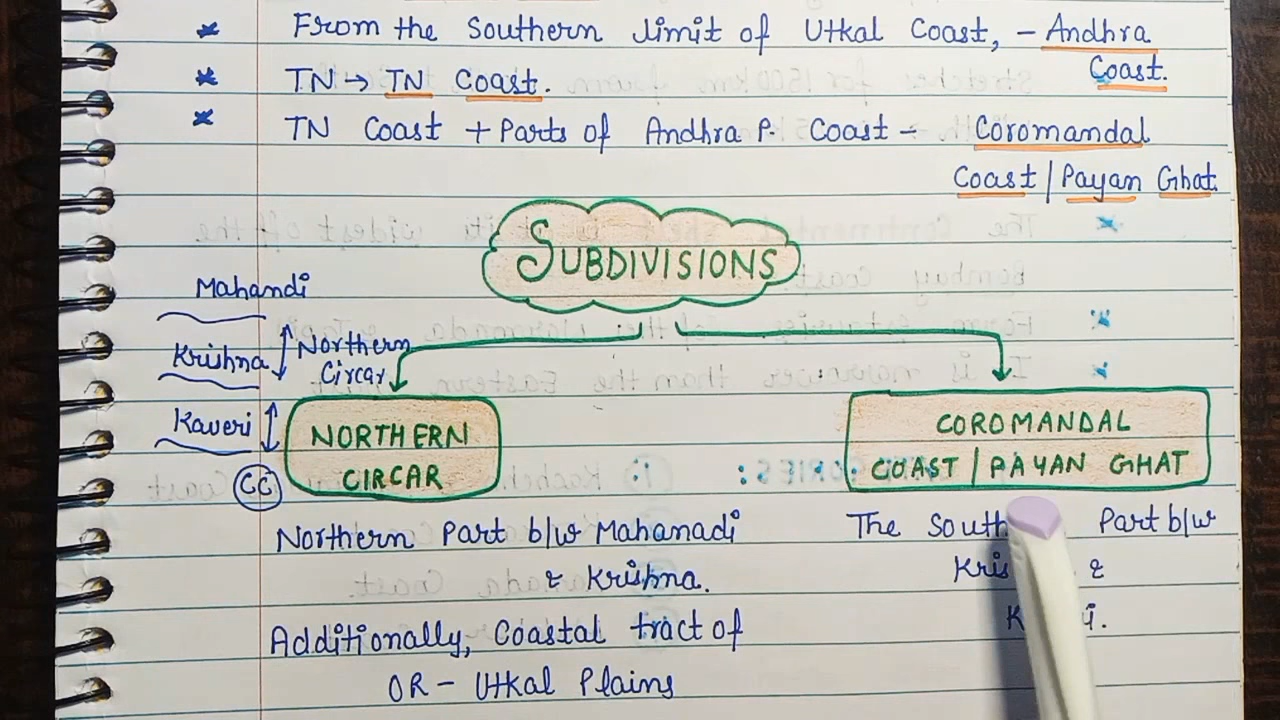 * From the Southern limit of Utkal Coast, - Andhra
Coast.
* TN → TN Coast.
* TN Coast + Parts of Andhra P. Coast - Coromandal
Coast | Payan Ghat.
SUBDIVISIONS
Mahandi
Krishna Northern
Circar
Kaveri
CC
NORTHERN
CIRCAR
COROMANDAL
COAST | PAYAN GHAT
Northern Part b/w Mahanadi
& Krishna.
Additionally, Coastal tract of
OR - Utkal Plains
The Part b/w
&